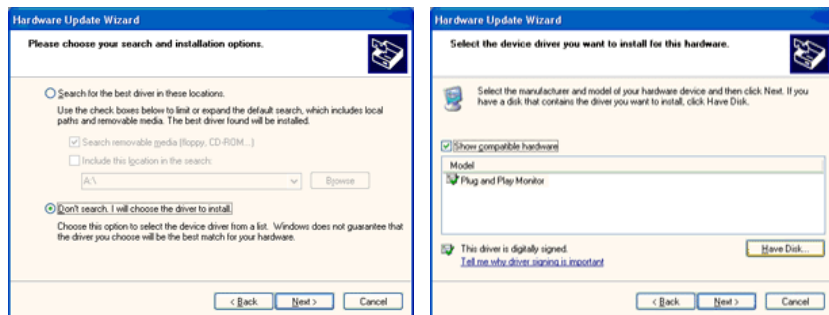 Hardware Update Wizard
Please choose your search and installation options.
Search for the best driver in these locations.
Use the check boxes below to limit or expand the default search, which includes local
paths and removable media. The best driver found will be installed.
Search removable media (floppy, CD-ROM...)
Include this location in the search:
A:\
Browse
Don't search. I will choose the driver to install.
Choose this option to select the device driver from a list. Windows does not guarantee that
the driver you choose will be the best match for your hardware.
< Back Next > Cancel
Hardware Update Wizard
Select the device driver you want to install for this hardware.
Select the manufacturer and model of your hardware device and then click Next. If you
have a disk that contains the driver you want to install, click Have Disk.
Show compatible hardware
Model
Plug and Play Monitor
This driver is digitally signed.
Tell me why driver signing is important
Have Disk...
< Back Next > Cancel